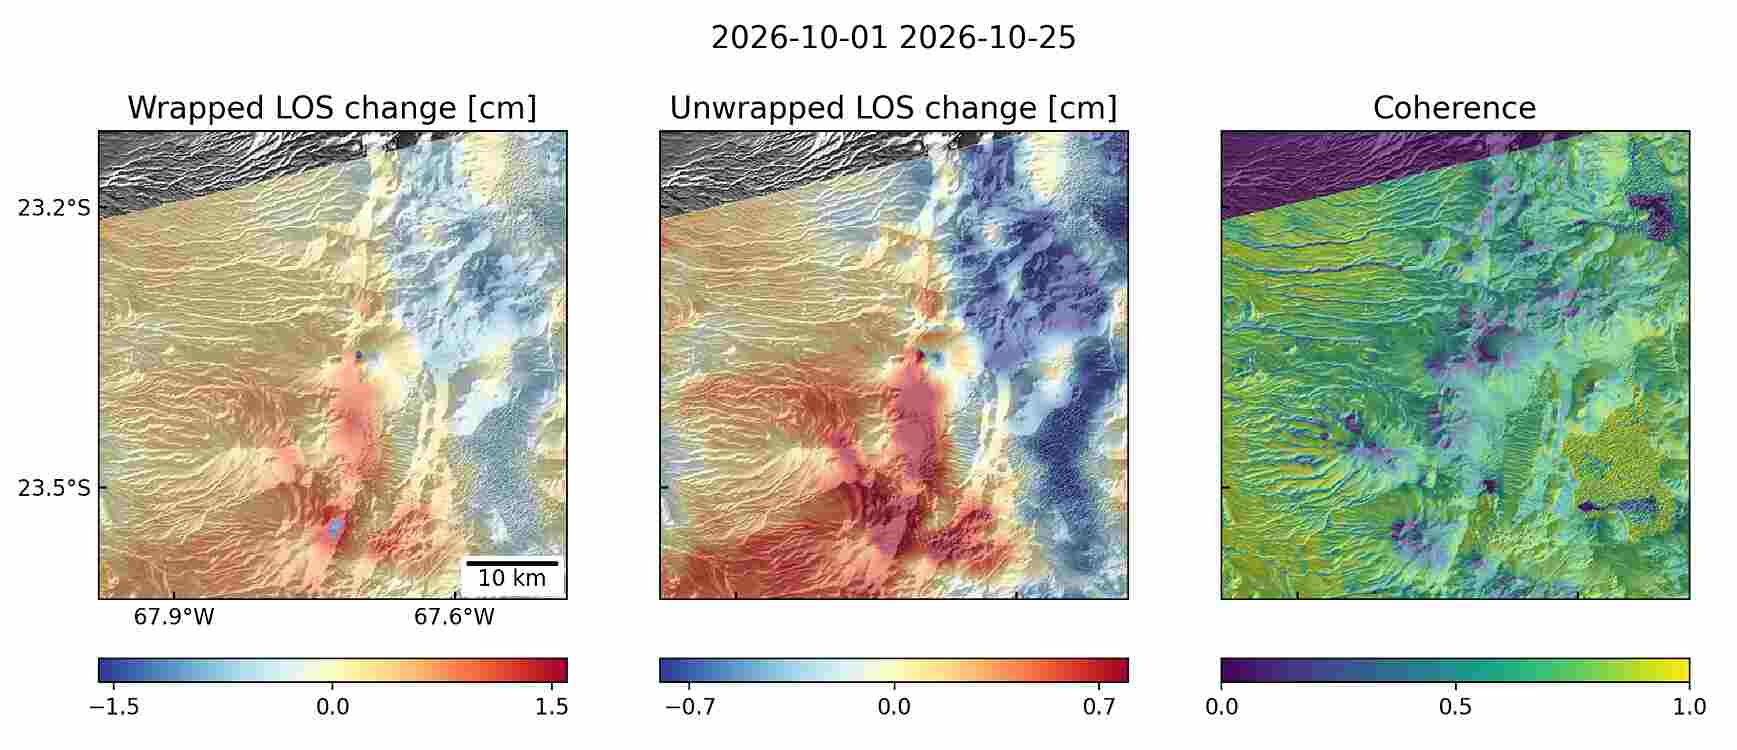 2026-10-01 2026-10-25
Wrapped LOS change [cm]
Unwrapped LOS change [cm]
Coherence
23.2°S
23.5°S
10 km
67.9°W
67.6°W
−1.5
0.0
1.5
−0.7
0.0
0.7
0.0
0.5
1.0